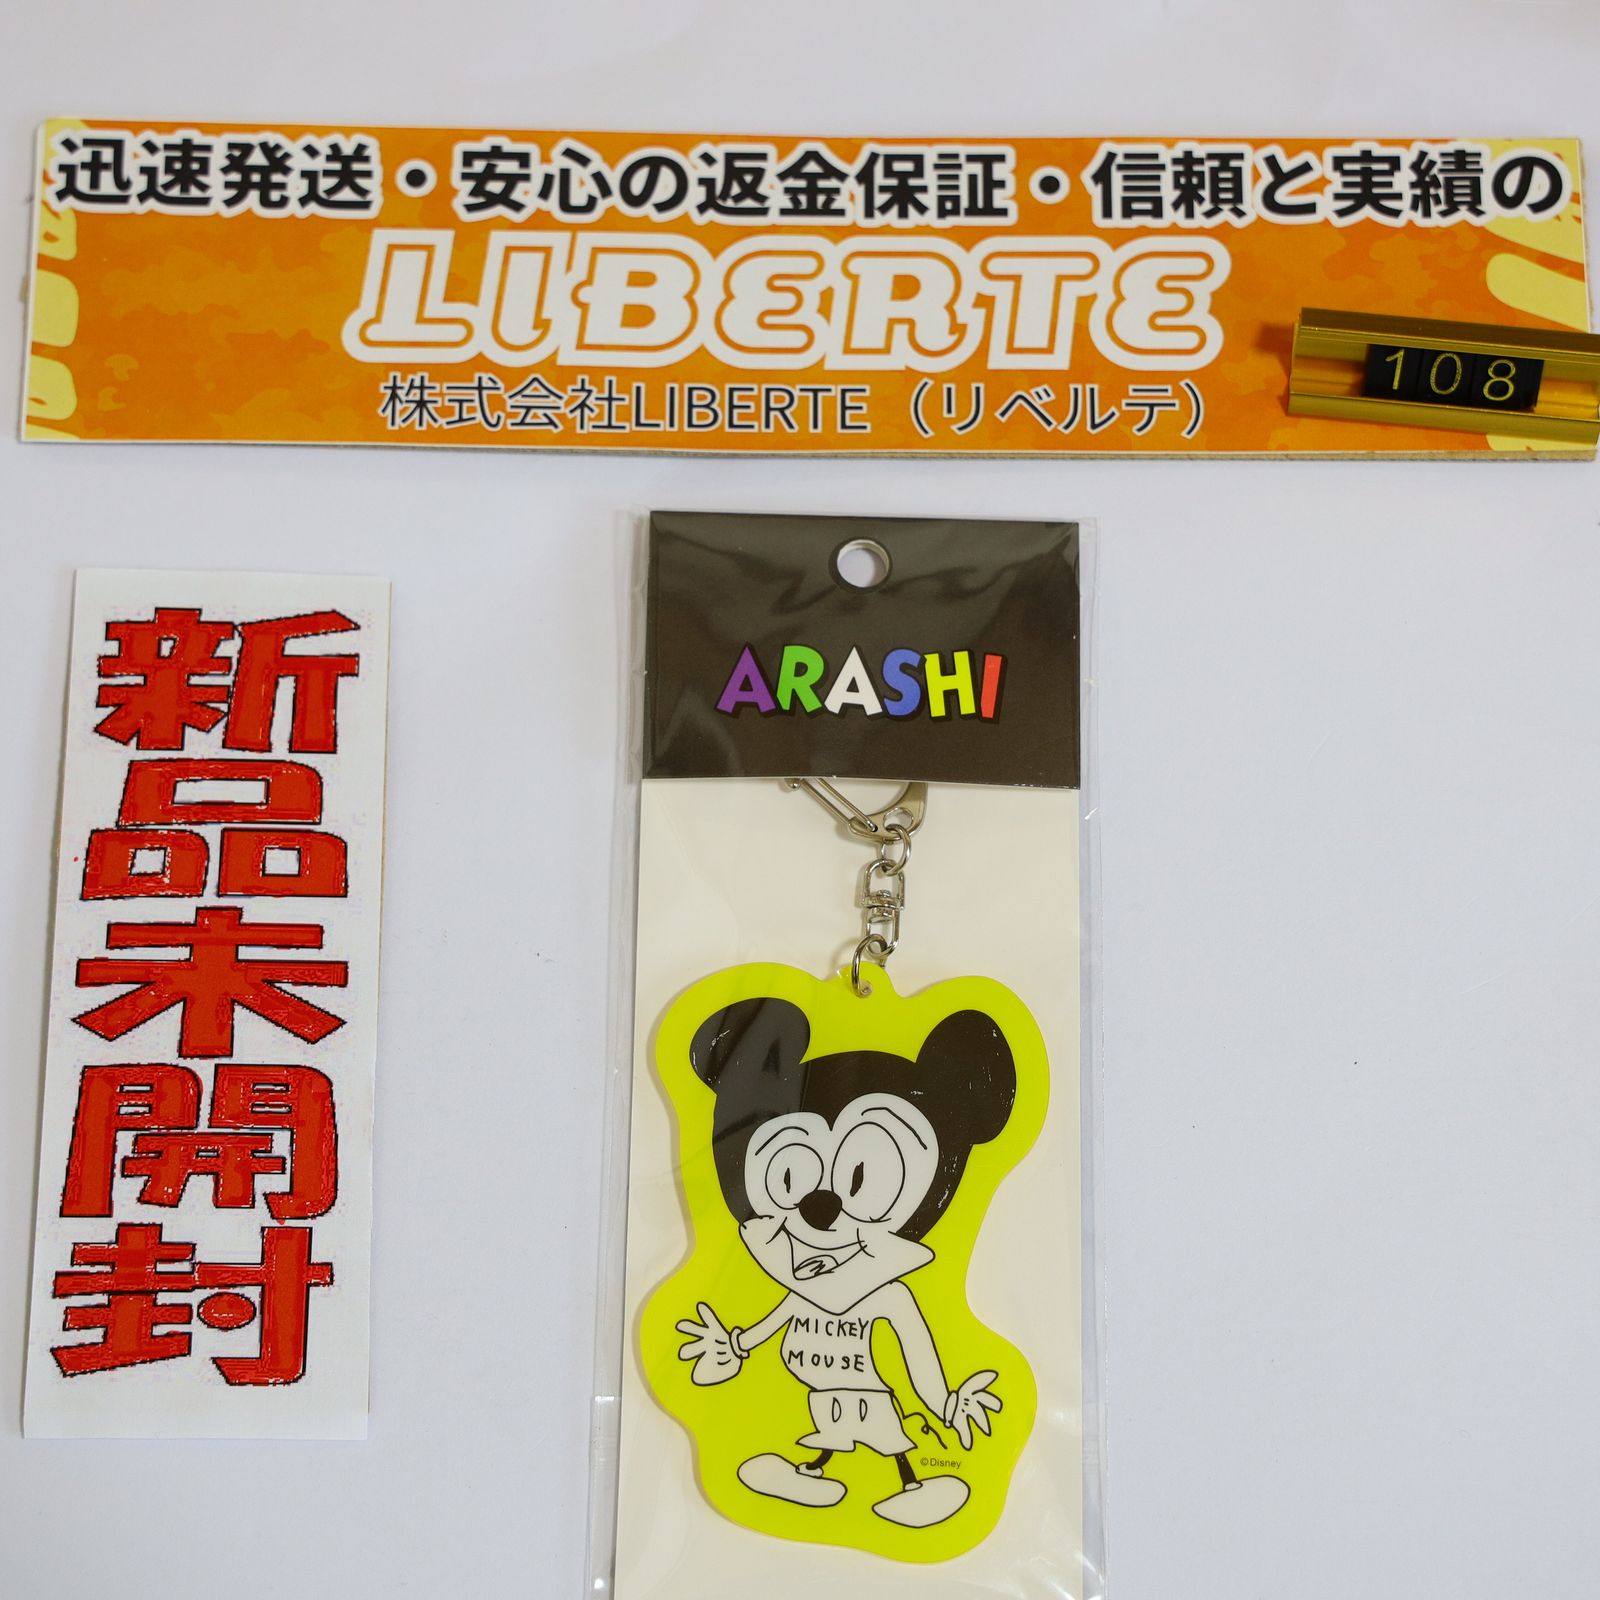 迅速発送・安心の返金保証・信頼と実績の
LIBERTE
株式会社LIBERTE（リベルテ）
108
新品未開封
ARASHI
MICKEY
MOUSE
©Disney